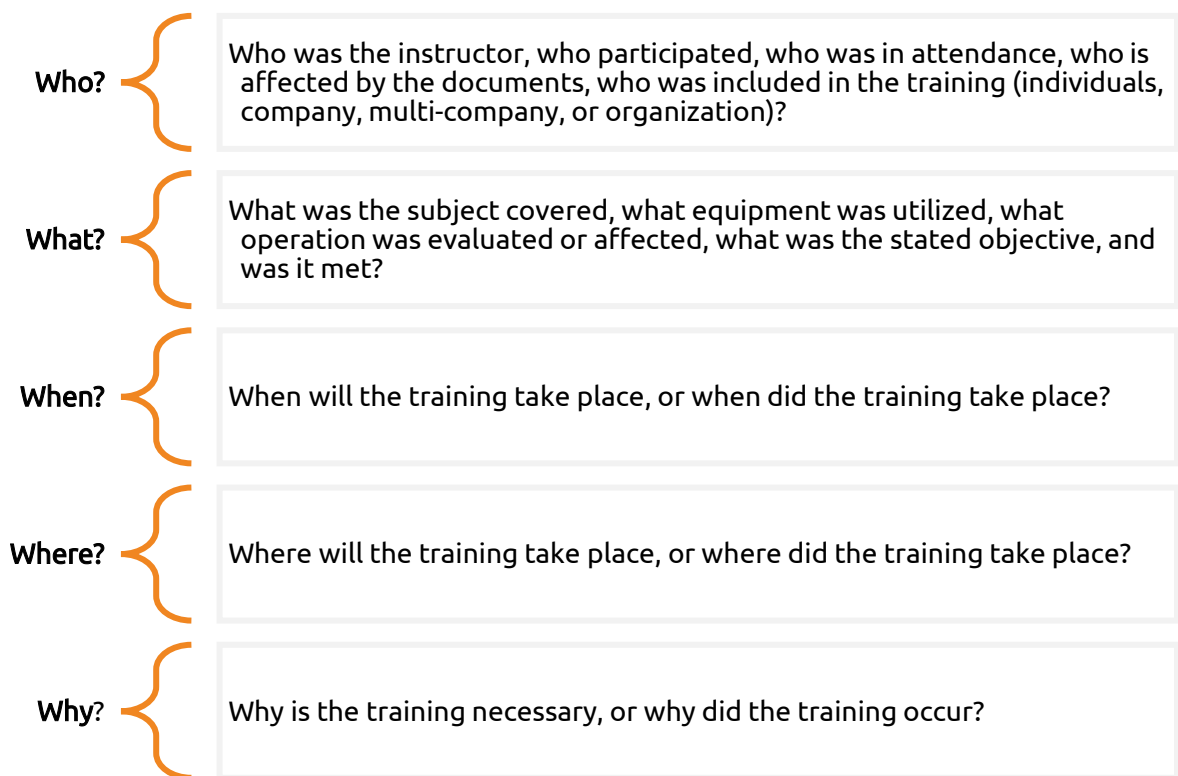 Who?
Who was the instructor, who participated, who was in attendance, who is
affected by the documents, who was included in the training (individuals,
company, multi-company, or organization)?
What?
What was the subject covered, what equipment was utilized, what
operation was evaluated or affected, what was the stated objective, and
was it met?
When?
When will the training take place, or when did the training take place?
Where?
Where will the training take place, or where did the training take place?
Why?
Why is the training necessary, or why did the training occur?